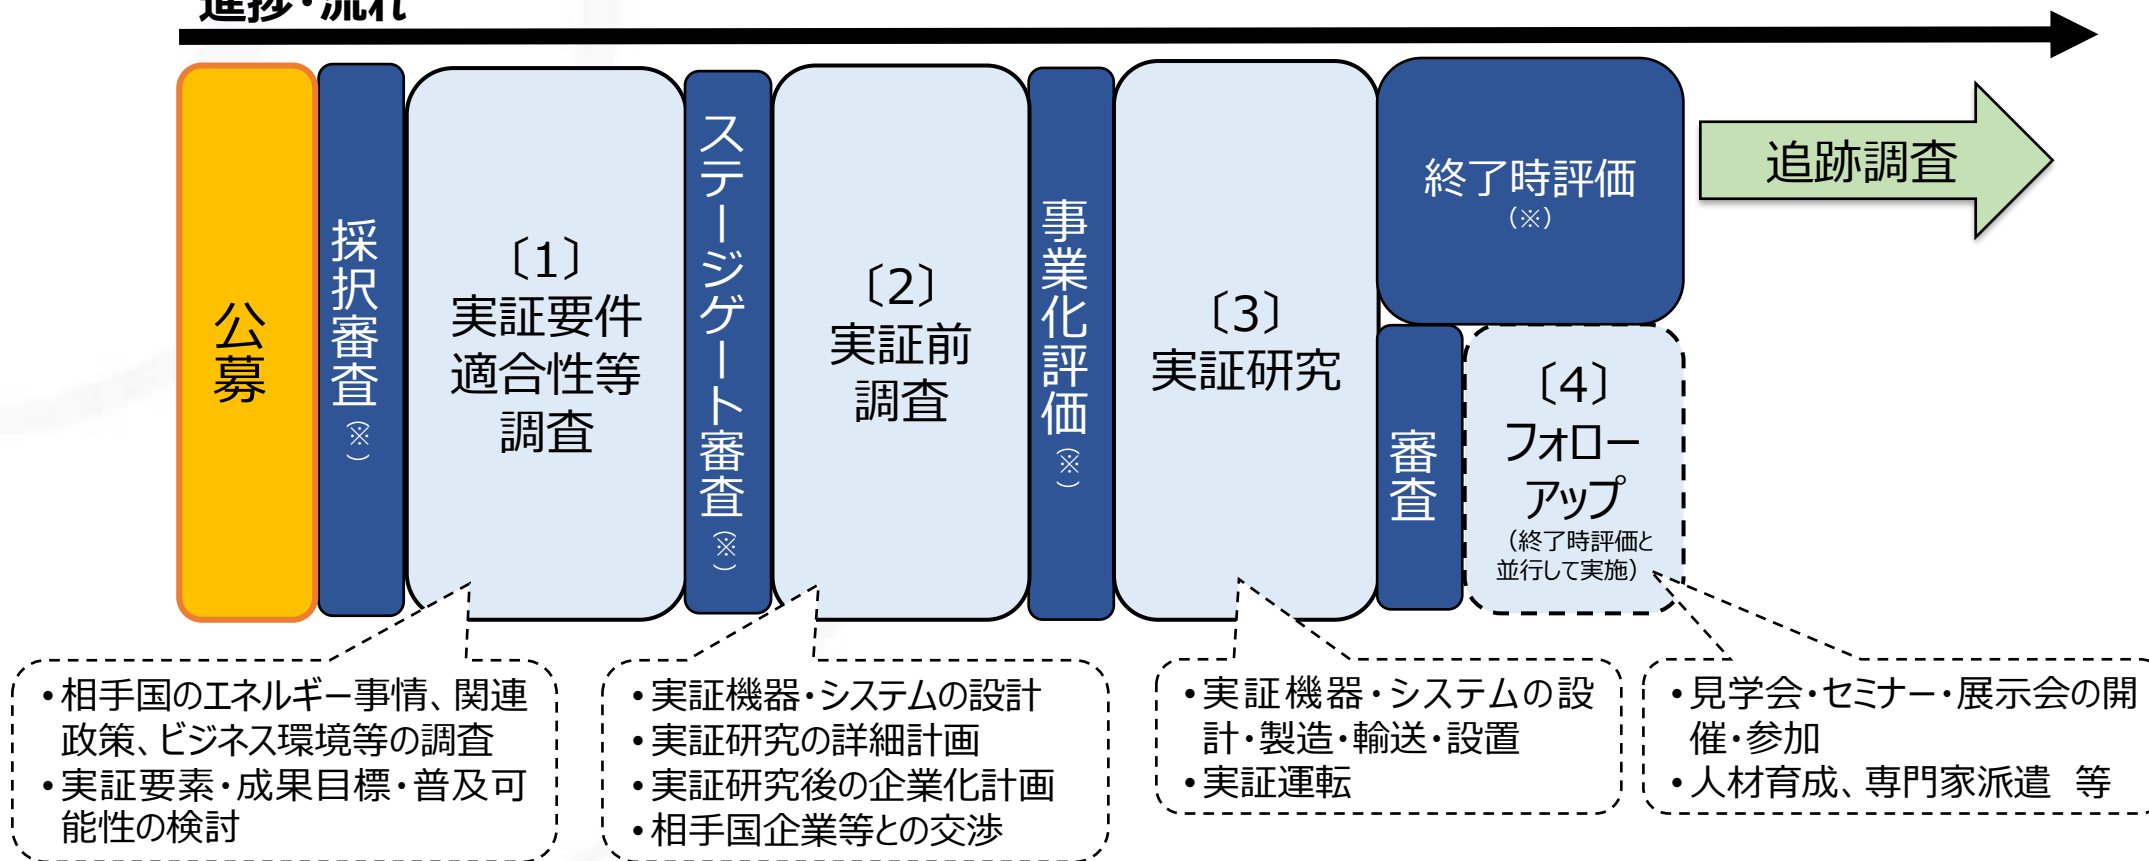 進捗・流れ
公募
採択審査（※）
〔1〕
実証要件
適合性等
調査
ステージゲート審査（※）
〔2〕
実証前
調査
事業化評価（※）
〔3〕
実証研究
終了時評価
（※）
審査
〔4〕
フォロー
アップ
（終了時評価と
並行して実施）
追跡調査
•相手国のエネルギー事情、関連
政策、ビジネス環境等の調査
•実証要素・成果目標・普及可
能性の検討
•実証機器・システムの設計
•実証研究の詳細計画
•実証研究後の企業化計画
•相手国企業等との交渉
•実証機器・システムの設
計・製造・輸送・設置
•実証運転
•見学会・セミナー・展示会の開
催・参加
•人材育成、専門家派遣 等